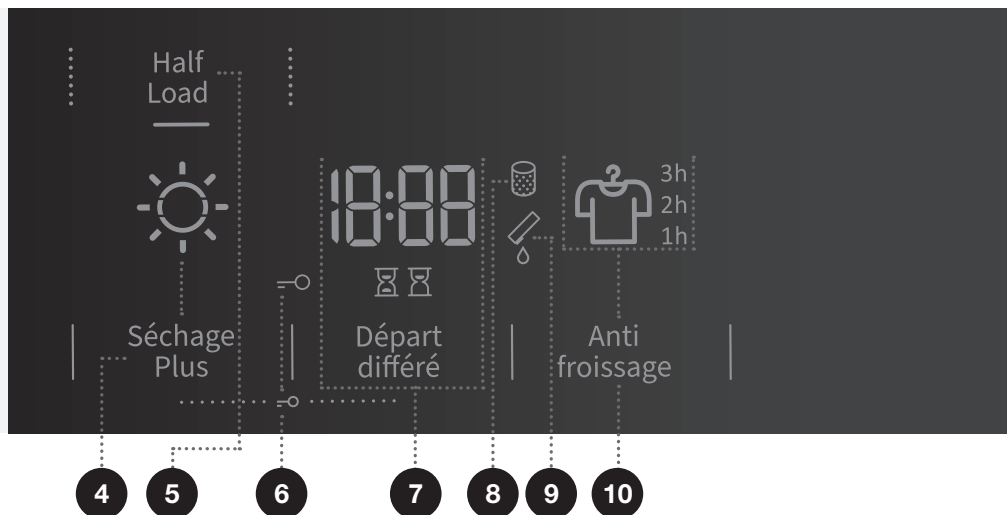 Half
Load
18:88
3h
2h
1h
Séchage
Plus
Départ
différé
Anti
froissage
4 5 6 7 8 9 10